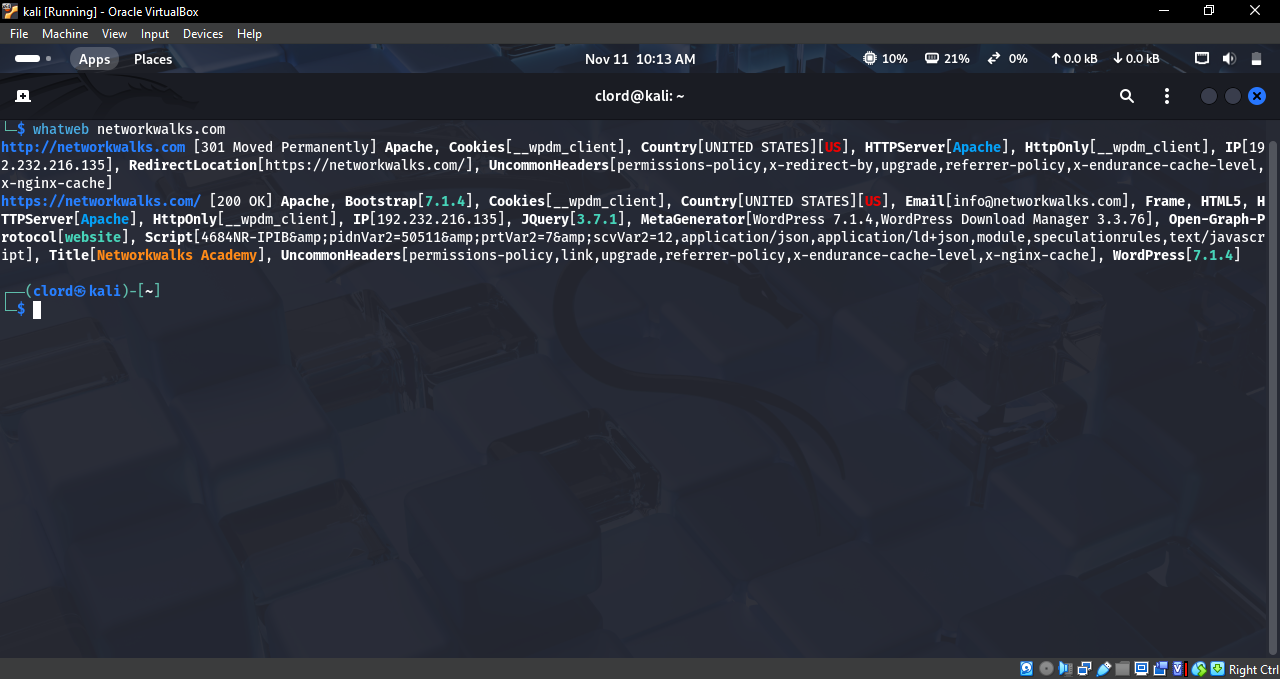 kali [Running] - Oracle VirtualBox
File Machine View Input Devices Help
Apps Places Nov 11 10:13 AM 10% 21% 0% ↑0.0 kB ↓0.0 kB
clord@kali: ~
└─$ whatweb networkwalks.com
http://networkwalks.com [301 Moved Permanently] Apache, Cookies[__wpdm_client], Country[UNITED STATES][US], HTTPServer[Apache], HttpOnly[__wpdm_client], IP[19
2.232.216.135], RedirectLocation[https://networkwalks.com/], UncommonHeaders[permissions-policy,x-redirect-by,upgrade,referrer-policy,x-endurance-cache-level,
x-nginx-cache]
https://networkwalks.com/ [200 OK] Apache, Bootstrap[7.1.4], Cookies[__wpdm_client], Country[UNITED STATES][US], Email[info@networkwalks.com], Frame, HTML5, H
TTPServer[Apache], HttpOnly[__wpdm_client], IP[192.232.216.135], JQuery[3.7.1], MetaGenerator[WordPress 7.1.4,WordPress Download Manager 3.3.76], Open-Graph-P
rotocol[website], Script[4684NR-IPIB&amp;pidnVar2=50511&amp;prtVar2=7&amp;scvVar2=12,application/json,application/ld+json,module,speculationrules,text/javascr
ipt], Title[Networkwalks Academy], UncommonHeaders[permissions-policy,link,upgrade,referrer-policy,x-endurance-cache-level,x-nginx-cache], WordPress[7.1.4]
┌──(clord㉿kali)-[~]
└─$
Right Ctrl